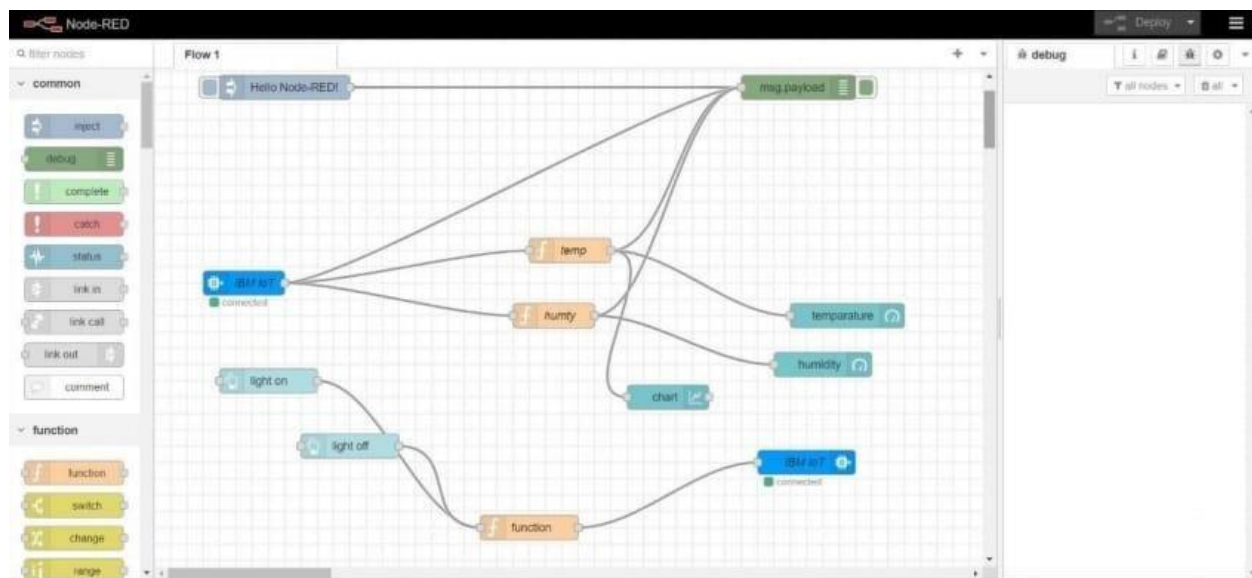 Node-RED
Deploy
filter nodes
Flow 1
debug
i
all nodes
all
common
inject
debug
complete
catch
status
link in
link call
link out
comment
function
function
switch
change
range
Hello Node-RED!
msg.payload
temp
IBM IoT
connected
humty
temparature
humidity
light on
chart
light off
IBM IoT
connected
function